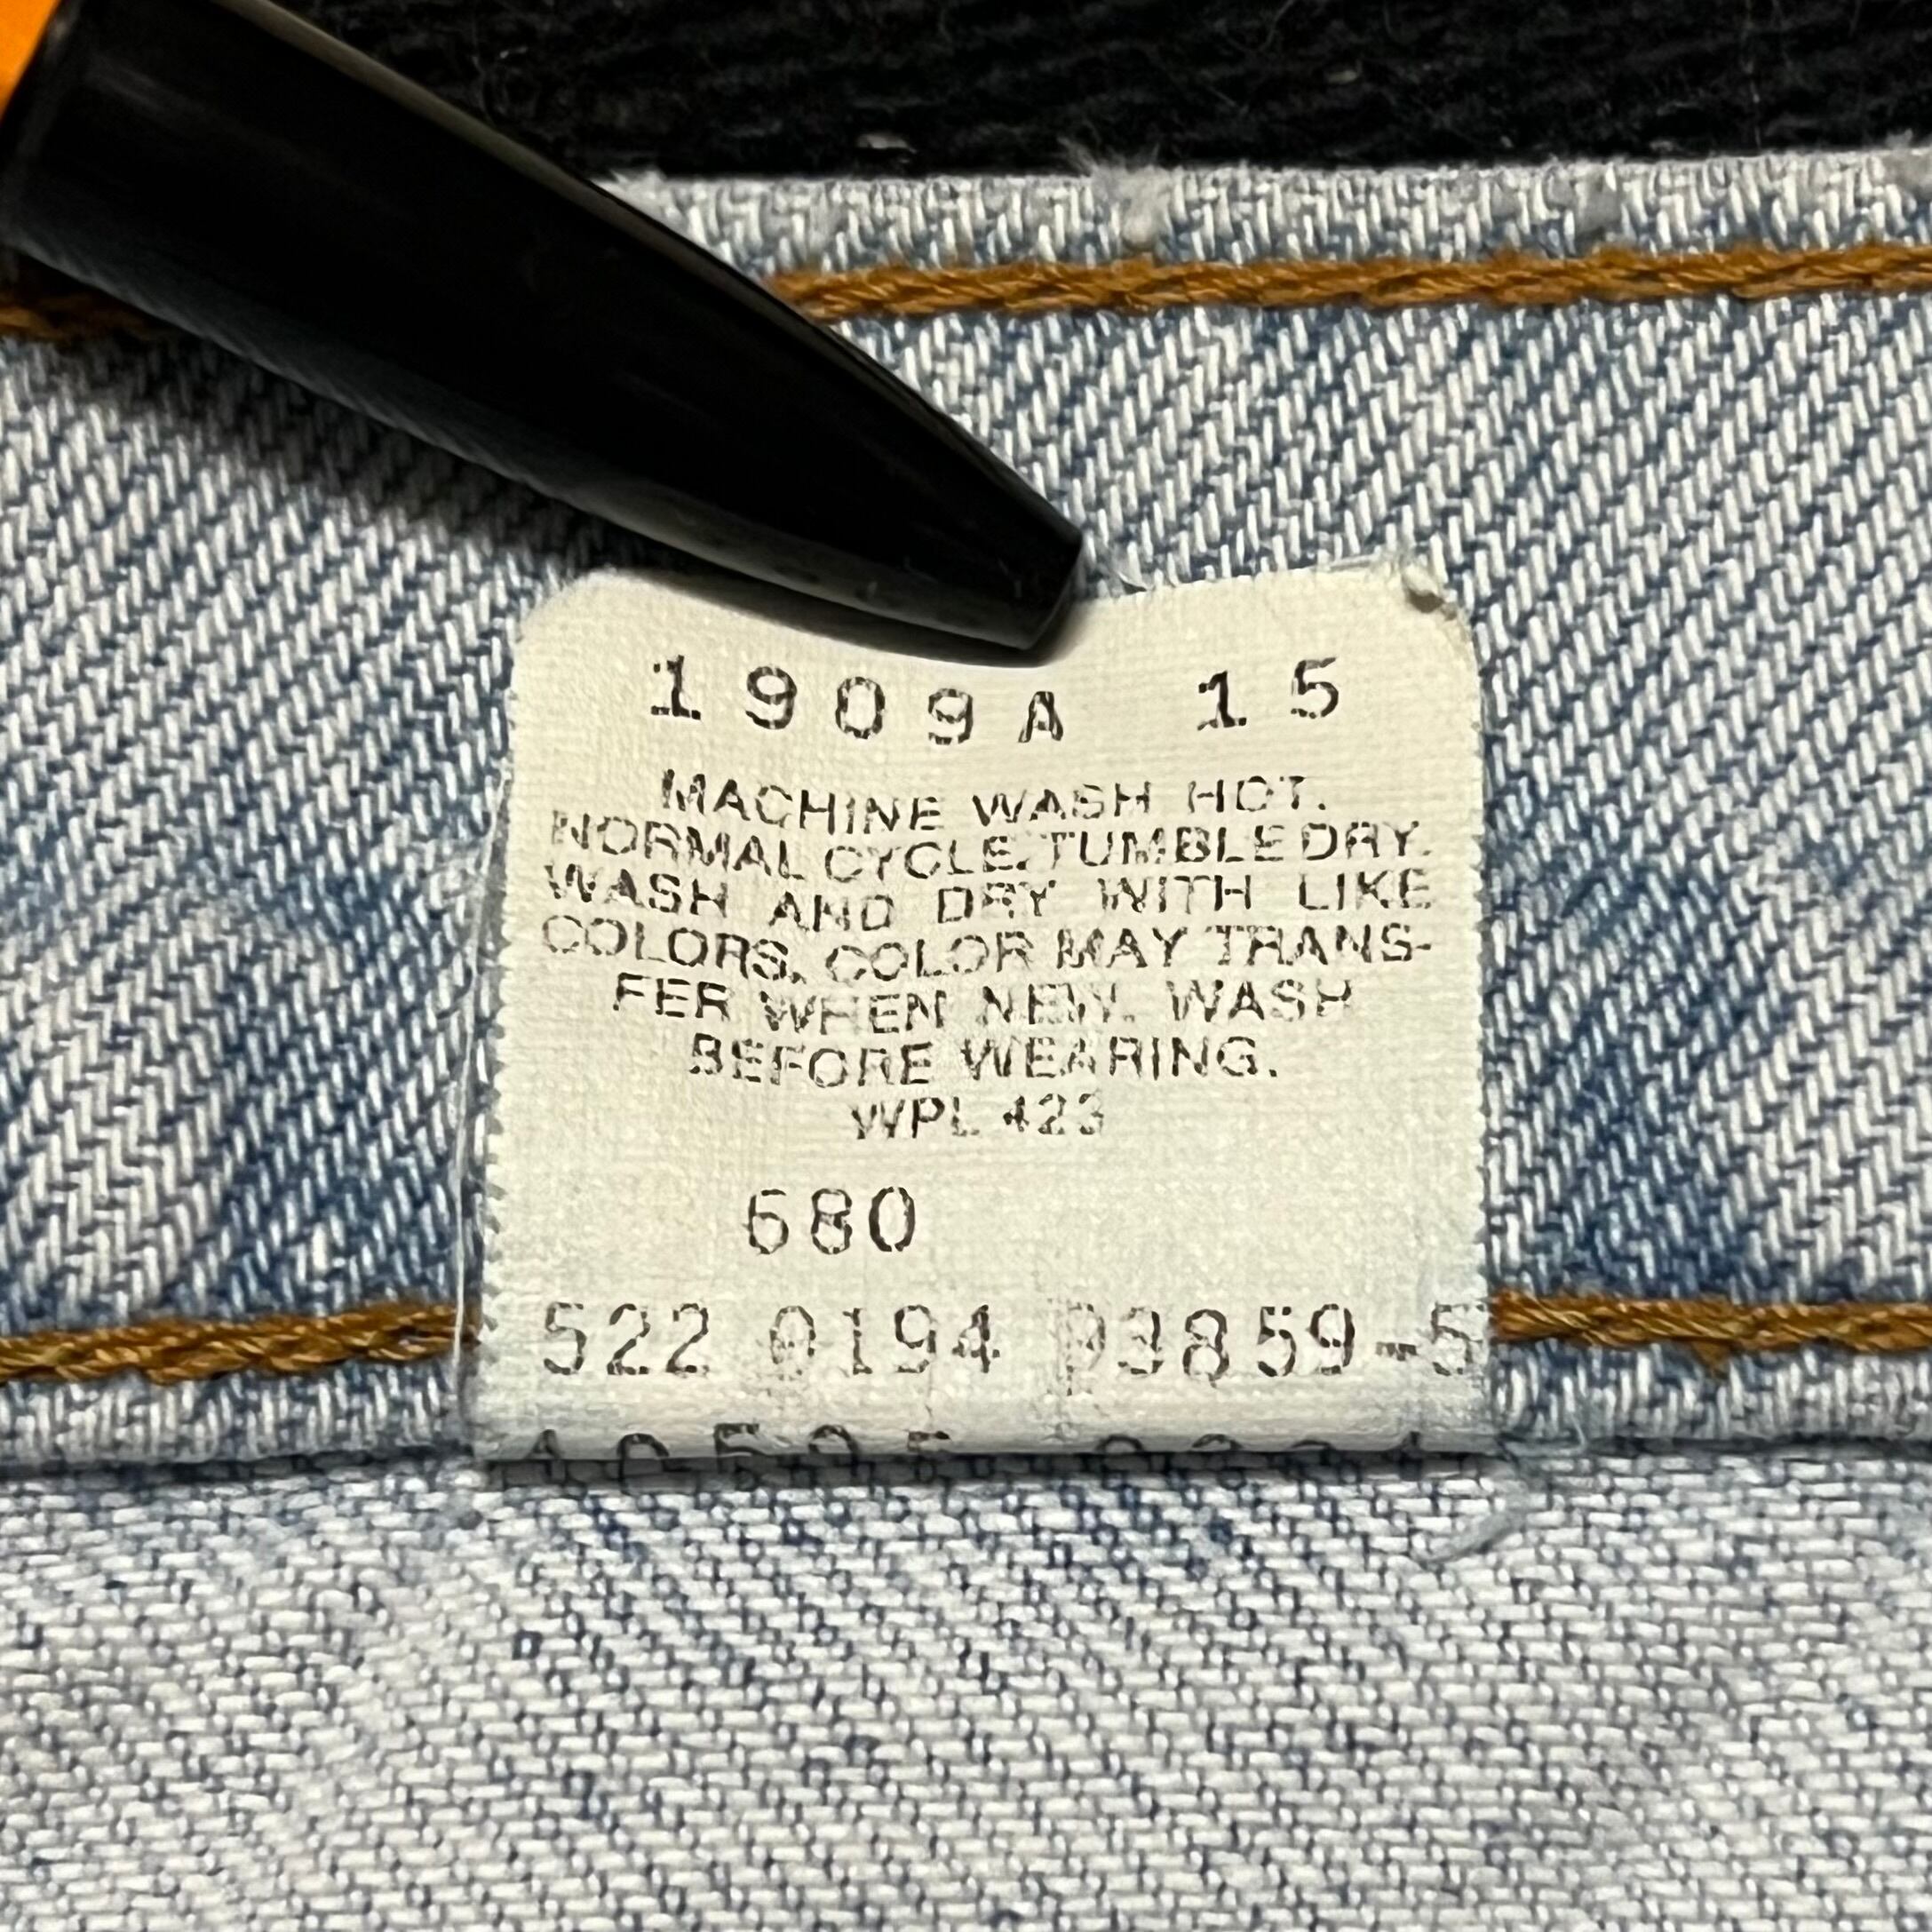 1909A 15
MACHINE WASH HOT.
NORMAL CYCLE. TUMBLE DRY.
WASH AND DRY WITH LIKE
COLORS. COLOR MAY TRANS-
FER WHEN NEW. WASH
BEFORE WEARING.
WPL 423
680
522 0194 03859-5